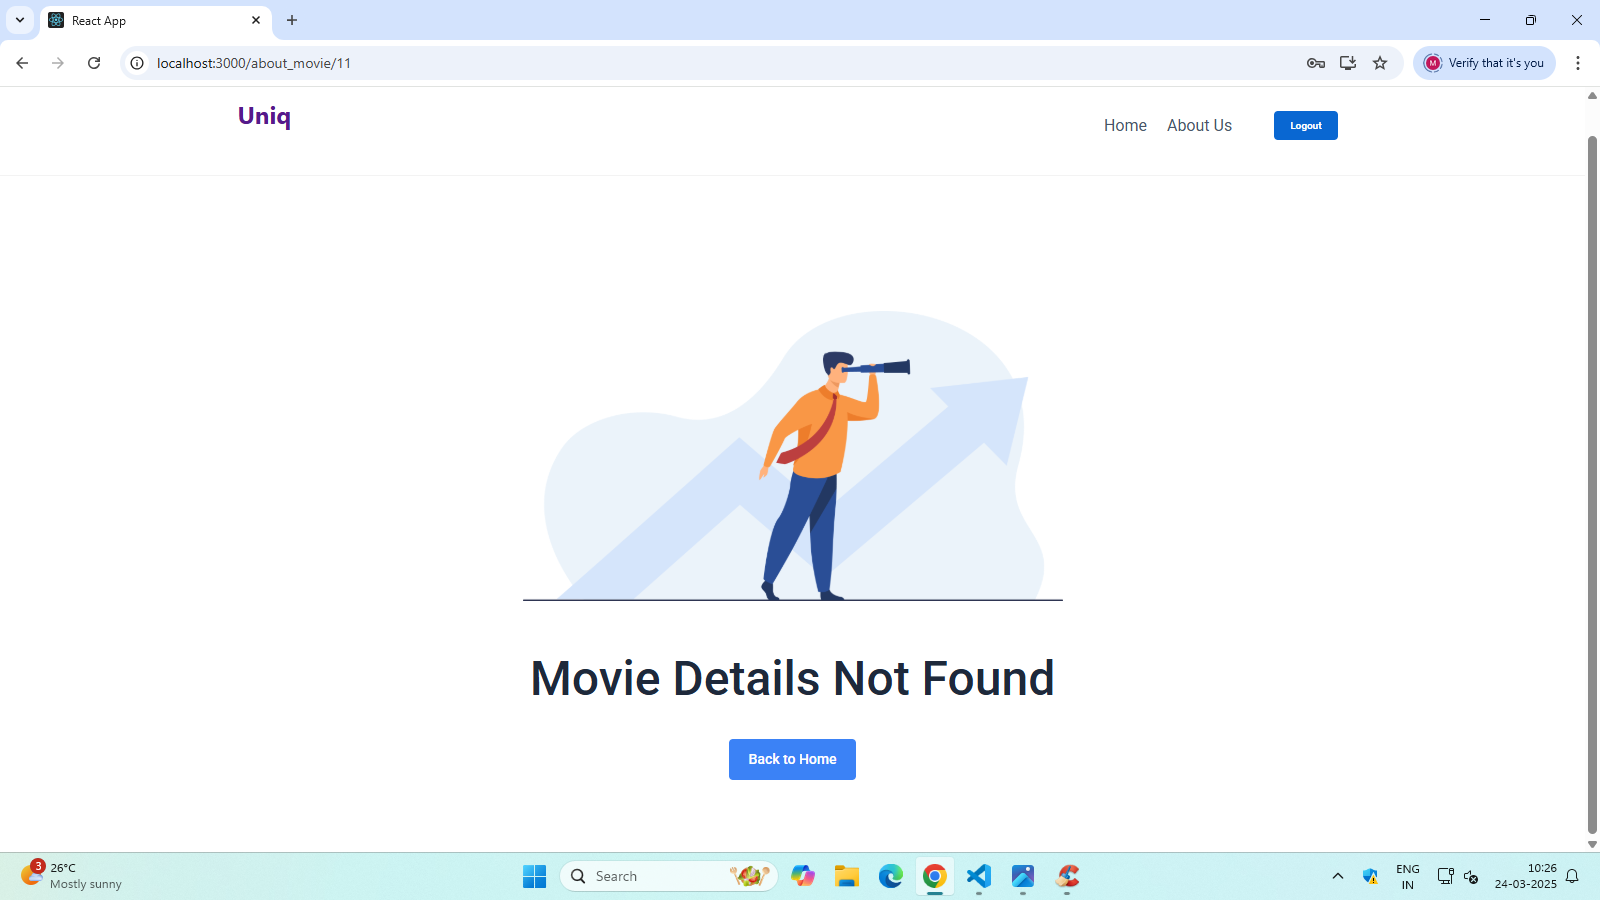 React App
localhost:3000/about_movie/11
M
Verify that it's you
Uniq
Home
About Us
Logout
Movie Details Not Found
Back to Home
3
26°C
Mostly sunny
Search
ENG
IN
10:26
24-03-2025